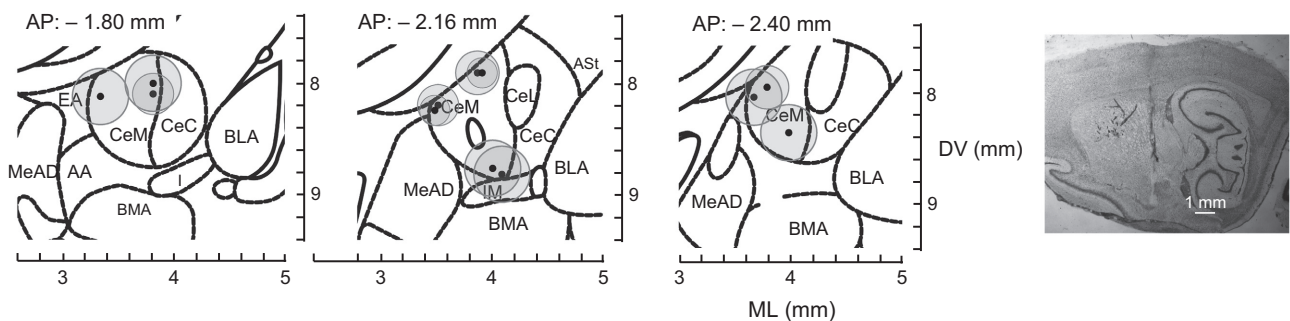 AP: – 1.80 mm
EA
CeM
CeC
BLA
MeAD
AA
I
BMA
8
9
3
4
5
AP: – 2.16 mm
ASt
CeL
CeM
CeC
BLA
MeAD
IM
BMA
8
9
3
4
5
AP: – 2.40 mm
CeM
CeC
BLA
MeAD
BMA
8
9
3
4
5
DV (mm)
ML (mm)
1 mm